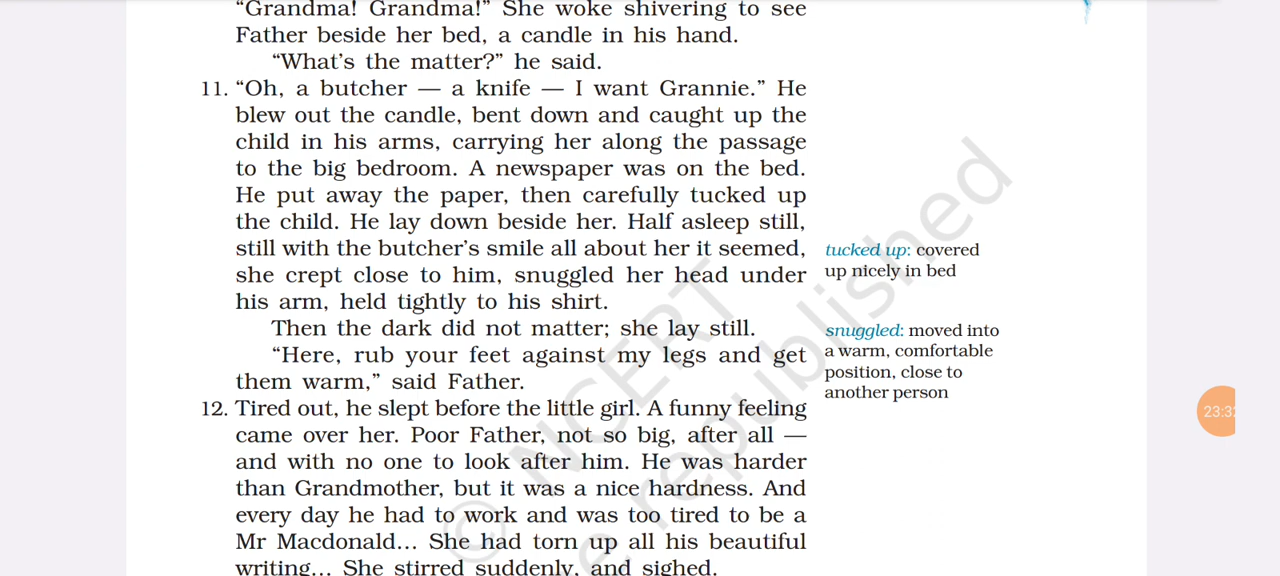 “Grandma! Grandma!” She woke shivering to see
Father beside her bed, a candle in his hand.
“What’s the matter?” he said.
11. “Oh, a butcher — a knife — I want Grannie.” He
blew out the candle, bent down and caught up the
child in his arms, carrying her along the passage
to the big bedroom. A newspaper was on the bed.
He put away the paper, then carefully tucked up
the child. He lay down beside her. Half asleep still,
still with the butcher’s smile all about her it seemed,
she crept close to him, snuggled her head under
his arm, held tightly to his shirt.
Then the dark did not matter; she lay still.
“Here, rub your feet against my legs and get
them warm,” said Father.
12. Tired out, he slept before the little girl. A funny feeling
came over her. Poor Father, not so big, after all —
and with no one to look after him. He was harder
than Grandmother, but it was a nice hardness. And
every day he had to work and was too tired to be a
Mr Macdonald... She had torn up all his beautiful
writing... She stirred suddenly, and sighed.
tucked up: covered
up nicely in bed
snuggled: moved into
a warm, comfortable
position, close to
another person
© NCERT
e republished
23:3